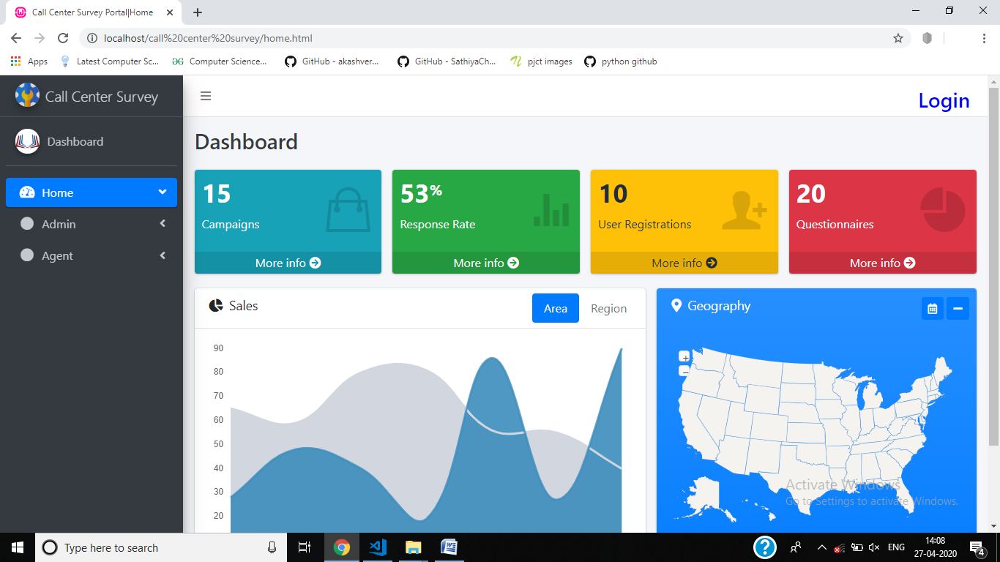 Call Center Survey Portal|Home
localhost/call%20center%20survey/home.html
Apps
Latest Computer Sc...
Computer Science...
GitHub - akashver...
GitHub - SathiyaCh...
pjct images
python github
Call Center Survey
Login
Dashboard
Home
Admin
Agent
Dashboard
15
Campaigns
More info
53%
Response Rate
More info
10
User Registrations
More info
20
Questionnaires
More info
Sales
Area
Region
90
80
70
60
50
40
30
20
Geography
+
−
Activate Windows
Go to Settings to activate Windows.
Type here to search
ENG
14:08
27-04-2020
4